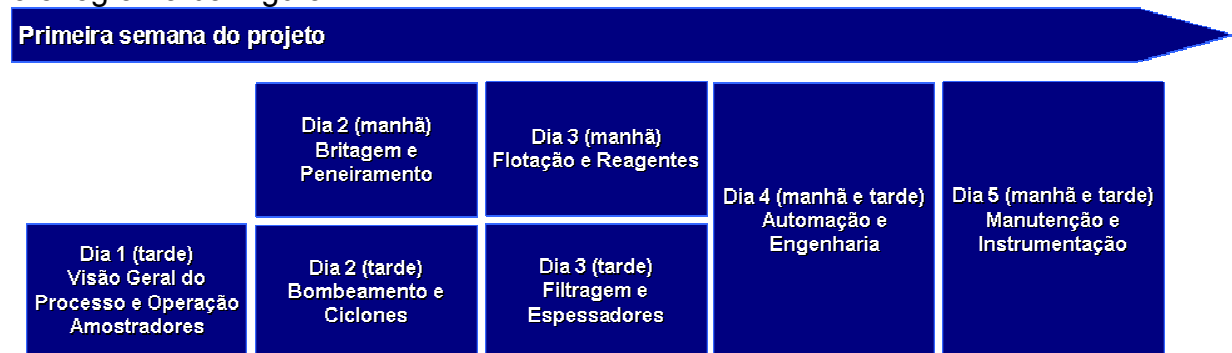 Primeira semana do projeto
Dia 1 (tarde)
Visão Geral do
Processo e Operação
Amostradores
Dia 2 (manhã)
Britagem e
Peneiramento
Dia 2 (tarde)
Bombeamento e
Ciclones
Dia 3 (manhã)
Flotação e Reagentes
Dia 3 (tarde)
Filtragem e
Espessadores
Dia 4 (manhã e tarde)
Automação e
Engenharia
Dia 5 (manhã e tarde)
Manutenção e
Instrumentação